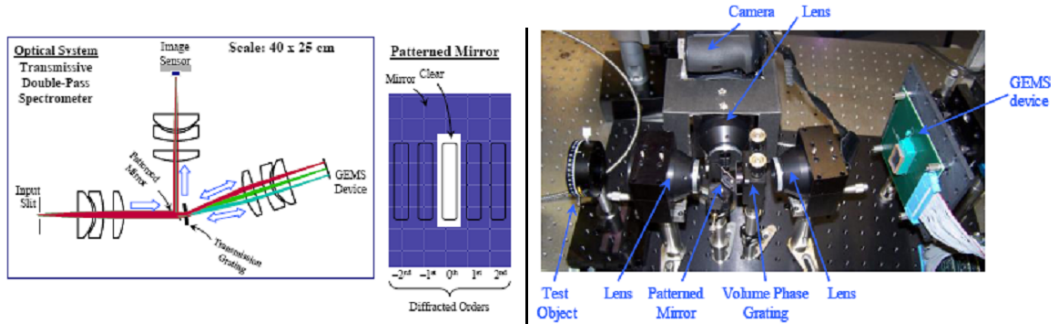 Optical System
Transmissive
Double-Pass
Spectrometer
Image
Sensor
Scale: 40 x 25 cm
Patterned
Mirror
Input
Slit
GEMS
Device
Transmission
Grating
Patterned Mirror
Mirror
Clear
−2nd
−1st
0th
1st
2nd
Diffracted Orders
Camera
Lens
GEMS
device
Test
Object
Lens
Patterned
Mirror
Volume Phase
Grating
Lens